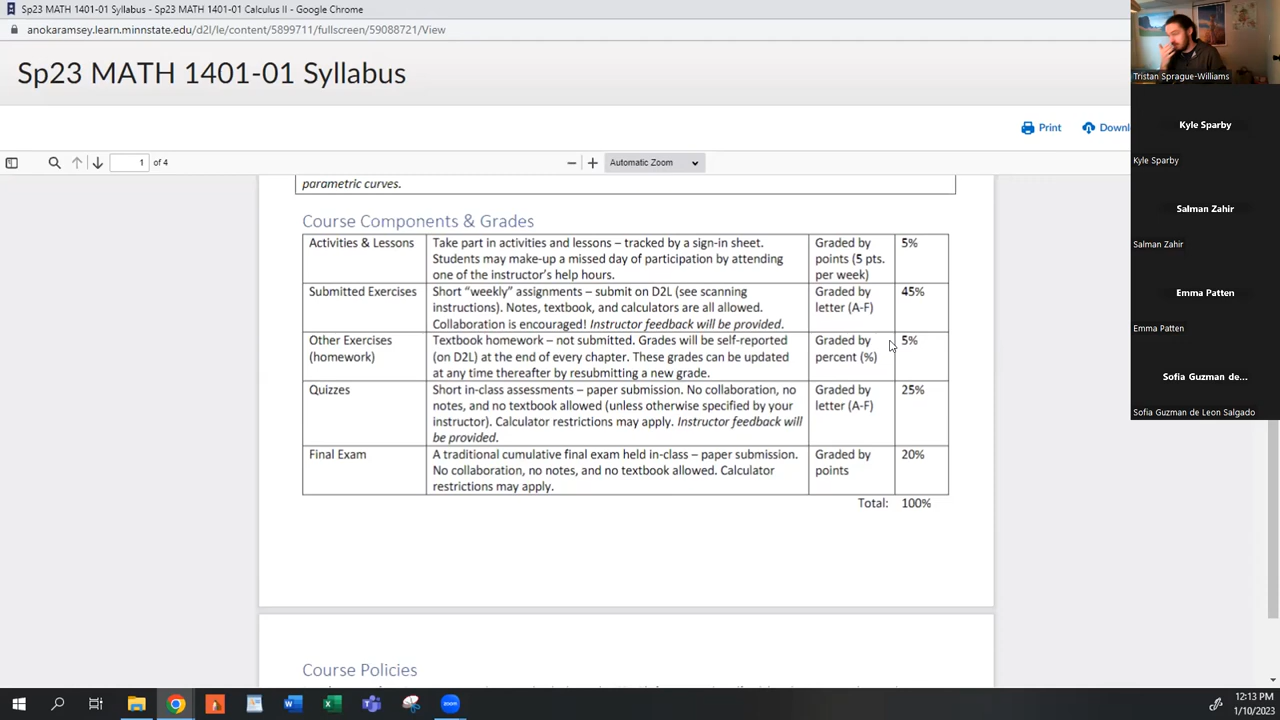 Sp23 MATH 1401-01 Syllabus - Sp23 MATH 1401-01 Calculus II - Google Chrome
anokaramsey.learn.minnstate.edu/d2l/le/content/5899711/fullscreen/59088721/View
Sp23 MATH 1401-01 Syllabus
Print
Downl
1 of 4
Automatic Zoom
parametric curves.
Course Components & Grades
Activities & Lessons
Take part in activities and lessons – tracked by a sign-in sheet.
Students may make-up a missed day of participation by attending
one of the instructor's help hours.
Graded by
points (5 pts.
per week)
5%
Submitted Exercises
Short "weekly" assignments – submit on D2L (see scanning
instructions). Notes, textbook, and calculators are all allowed.
Collaboration is encouraged! Instructor feedback will be provided.
Graded by
letter (A-F)
45%
Other Exercises
(homework)
Textbook homework – not submitted. Grades will be self-reported
(on D2L) at the end of every chapter. These grades can be updated
at any time thereafter by resubmitting a new grade.
Graded by
percent (%)
5%
Quizzes
Short in-class assessments – paper submission. No collaboration, no
notes, and no textbook allowed (unless otherwise specified by your
instructor). Calculator restrictions may apply. Instructor feedback will
be provided.
Graded by
letter (A-F)
25%
Final Exam
A traditional cumulative final exam held in-class – paper submission.
No collaboration, no notes, and no textbook allowed. Calculator
restrictions may apply.
Graded by
points
20%
Total: 100%
Course Policies
Tristan Sprague-Williams
Kyle Sparby
Kyle Sparby
Salman Zahir
Salman Zahir
Emma Patten
Emma Patten
Sofia Guzman de...
Sofia Guzman de Leon Salgado
12:13 PM
1/10/2023